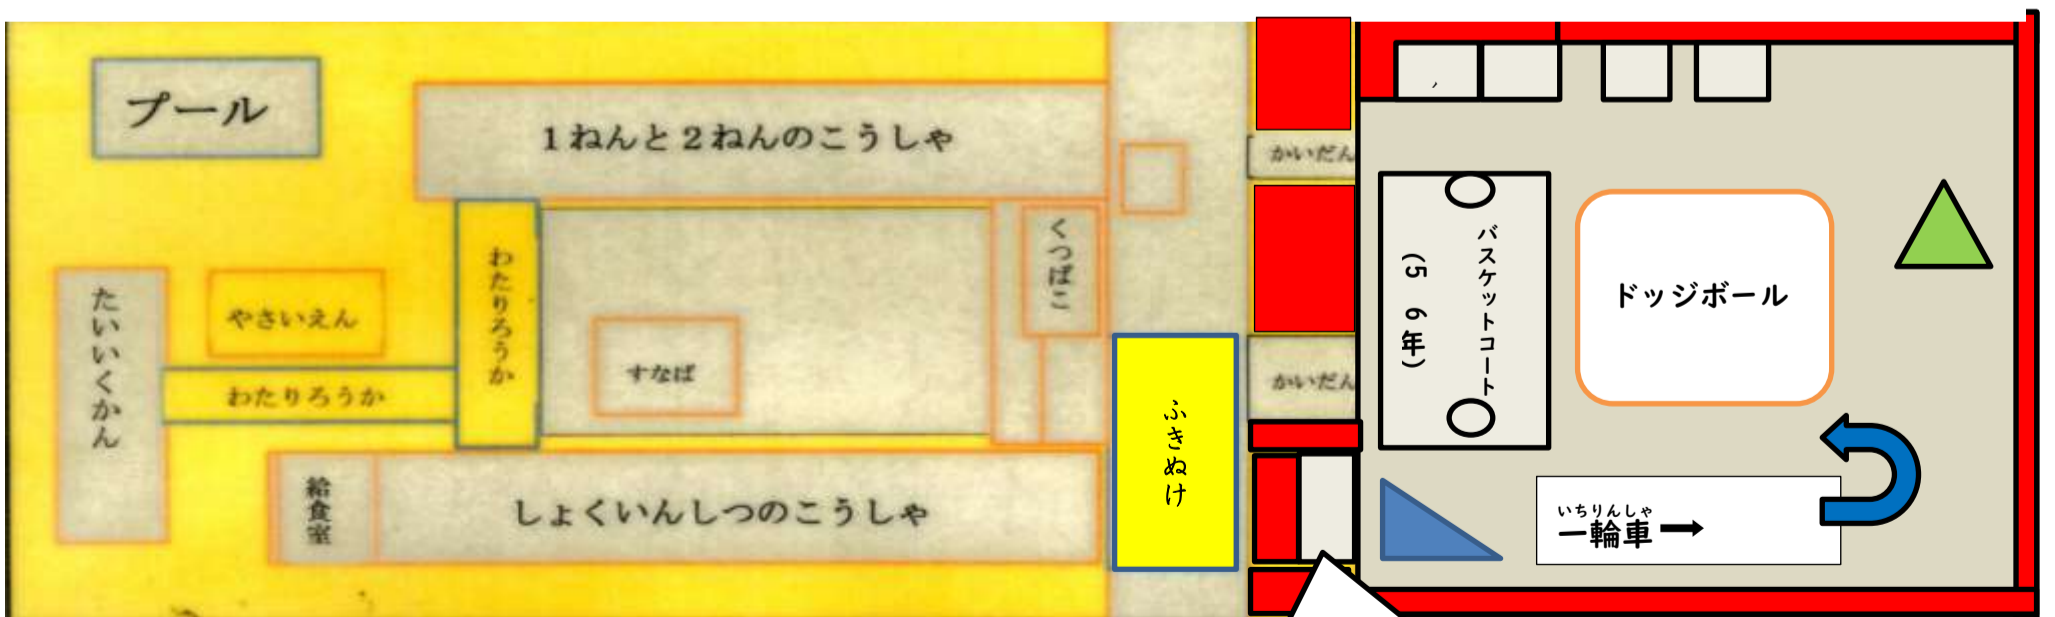 プール
1ねんと2ねんのこうしゃ
かいだん
くつばこ
わたりろうか
たいいくかん
やさいえん
わたりろうか
すなば
かいだん
ふきぬけ
給食室
しょくいんしつのこうしゃ
バスケットコート
(5 6年)
ドッジボール
いちりんしゃ
一輪車